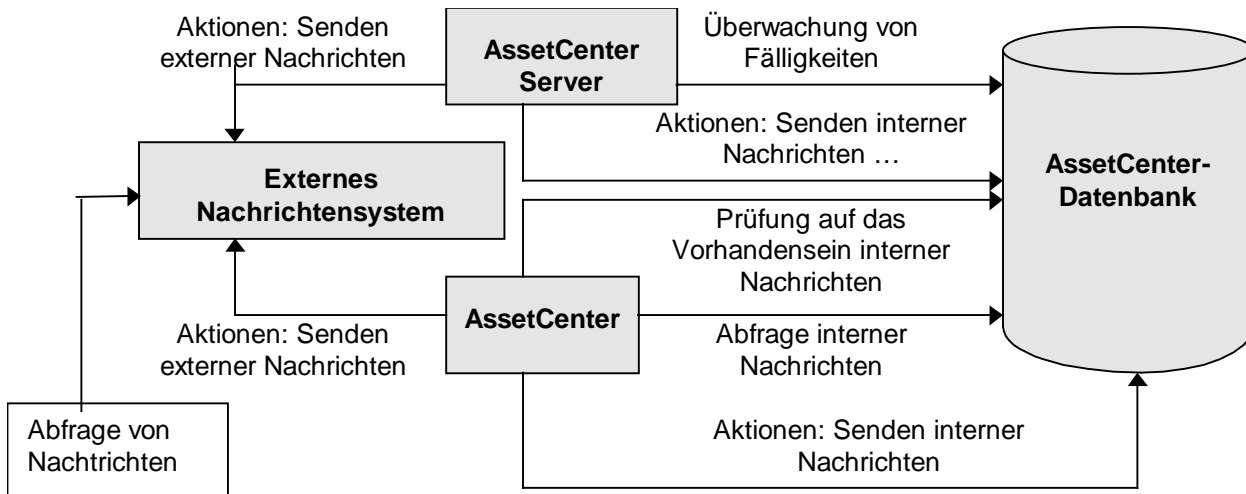 Aktionen: Senden
externer Nachrichten
AssetCenter
Server
Überwachung von
Fälligkeiten
Aktionen: Senden interner
Nachrichten …
AssetCenter-
Datenbank
Externes
Nachrichtensystem
Prüfung auf das
Vorhandensein interner
Nachrichten
AssetCenter
Aktionen: Senden
externer Nachrichten
Abfrage interner
Nachrichten
Abfrage von
Nachtrichten
Aktionen: Senden interner
Nachrichten